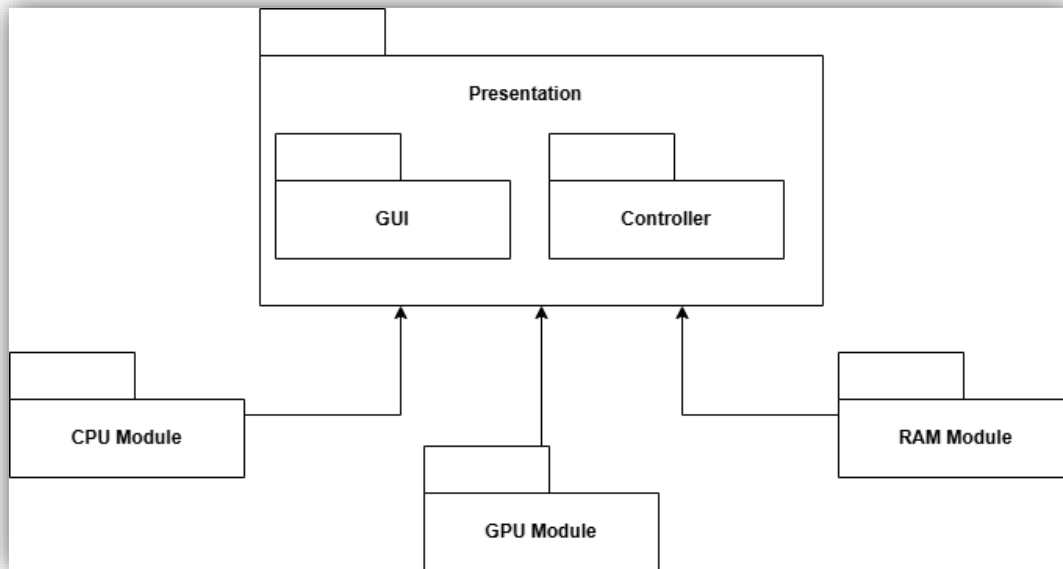 Presentation
GUI
Controller
CPU Module
RAM Module
GPU Module